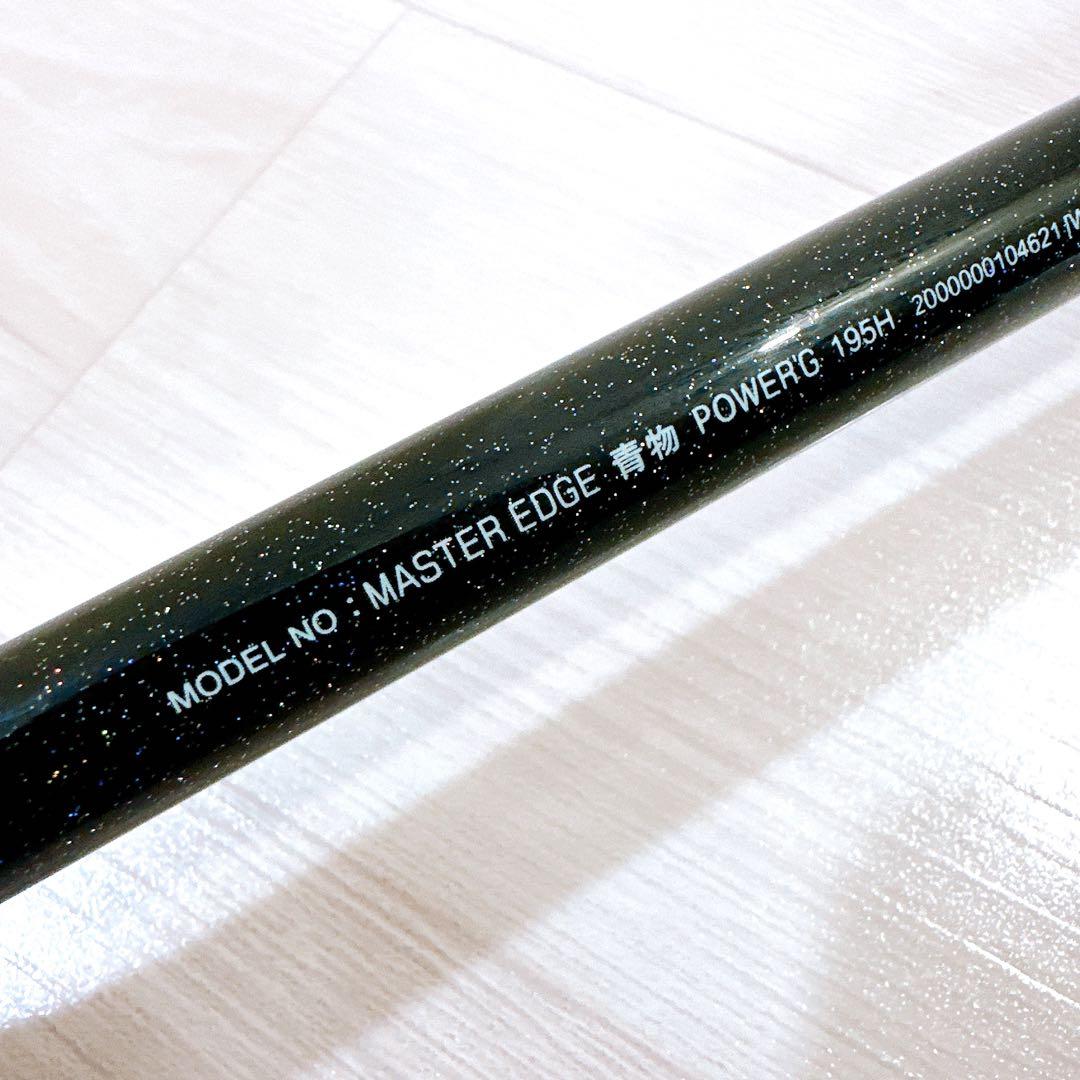 MODEL NO : MASTER EDGE 青物 POWER'G 195H 2000000104621